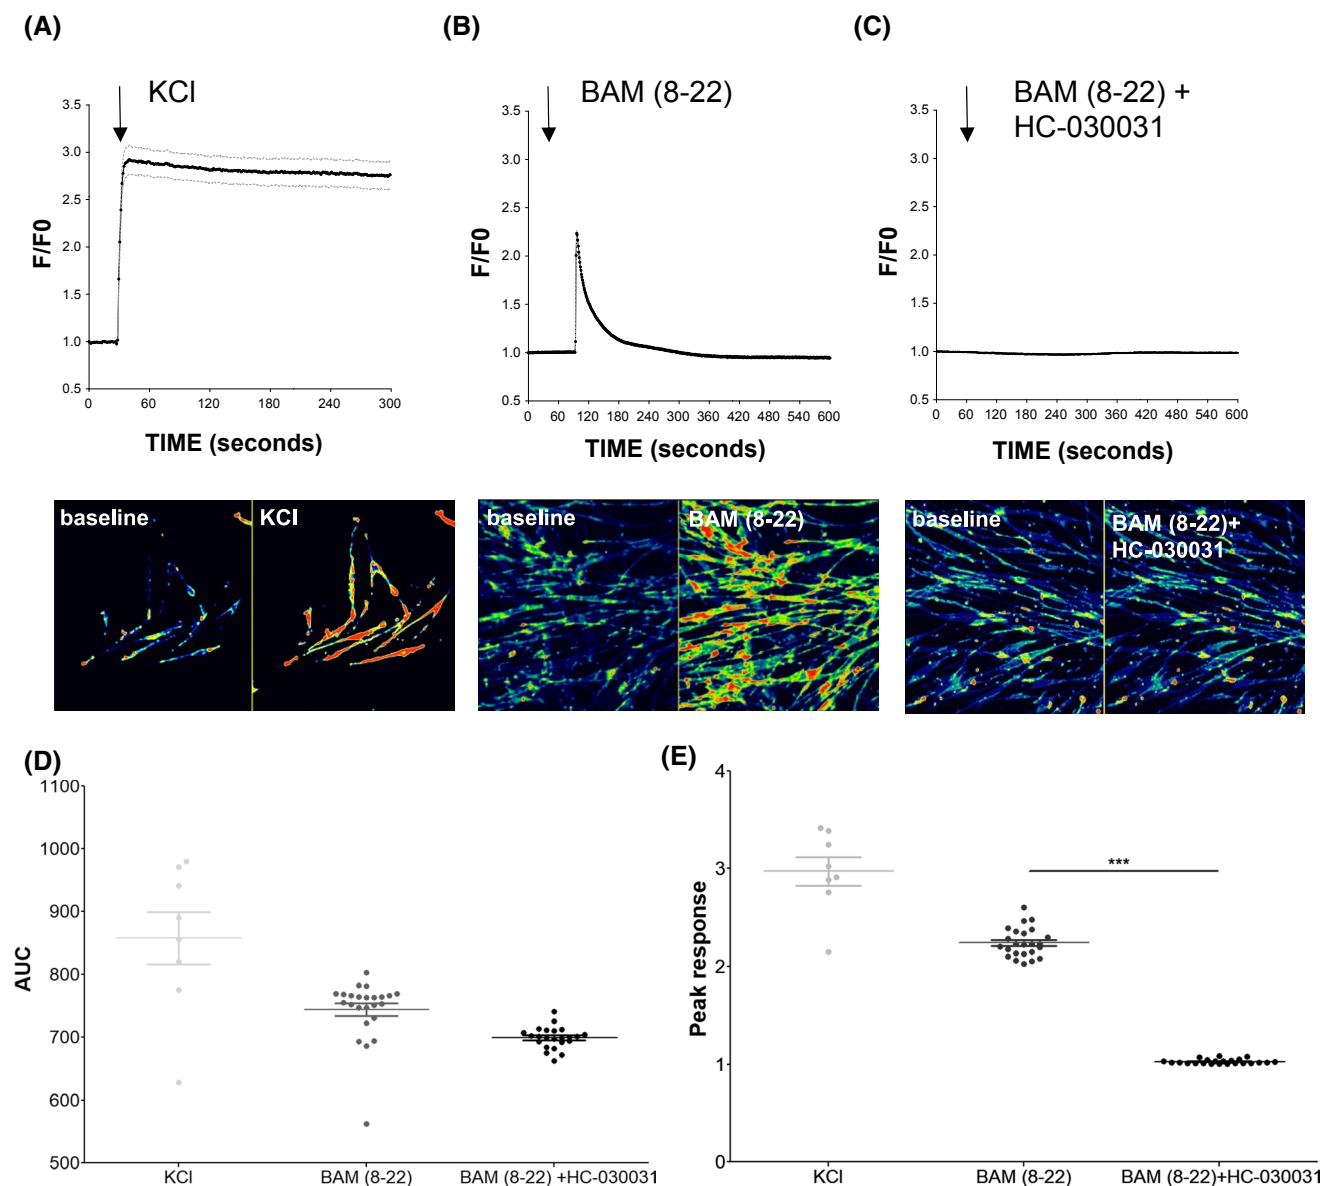 (A)
KCl
3.5
3.0
2.5
2.0
1.5
1.0
0.5
F/F0
0 60 120 180 240 300
TIME (seconds)
(B)
BAM (8-22)
3.5
3.0
2.5
2.0
1.5
1.0
0.5
F/F0
0 60 120 180 240 300 360 420 480 540 600
TIME (seconds)
(C)
BAM (8-22) +
HC-030031
3.5
3.0
2.5
2.0
1.5
1.0
0.5
F/F0
0 60 120 180 240 300 360 420 480 540 600
TIME (seconds)
baseline
KCl
baseline
BAM (8-22)
baseline
BAM (8-22)+
HC-030031
(D)
1100
1000
900
800
700
600
500
AUC
KCl
BAM (8-22)
BAM (8-22) +HC-030031
(E)
4
3
2
1
0
Peak response
***
KCl
BAM (8-22)
BAM (8-22)+HC-030031